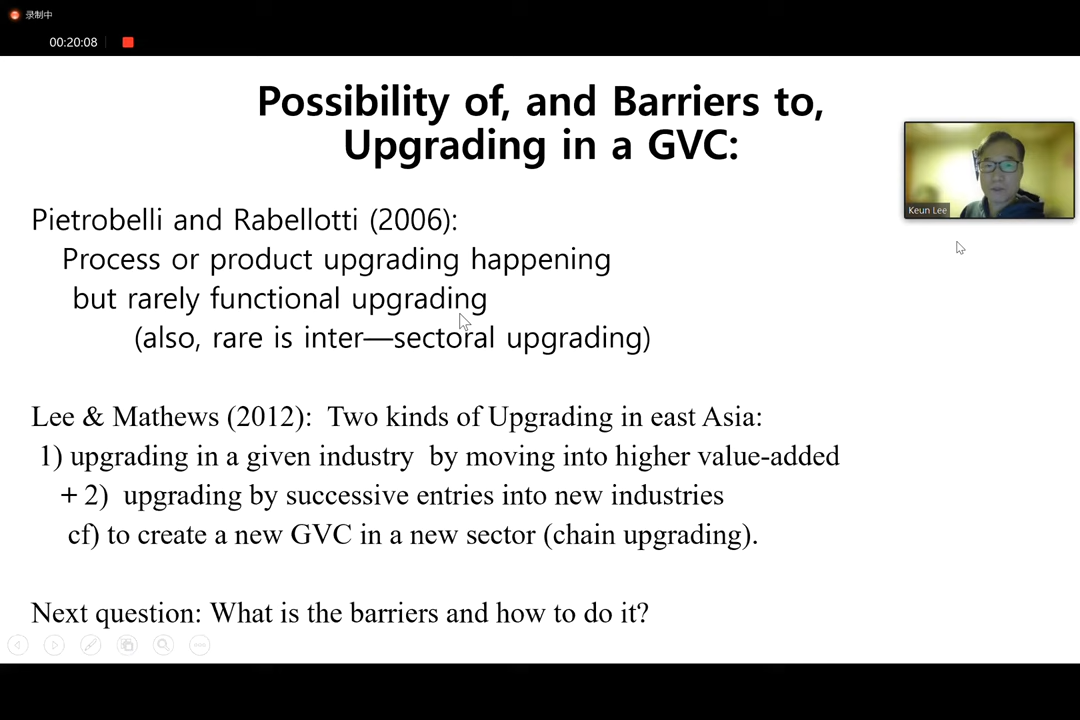 录制中
00:20:08
Possibility of, and Barriers to,
Upgrading in a GVC:
Keun Lee
Pietrobelli and Rabellotti (2006):
Process or product upgrading happening
but rarely functional upgrading
(also, rare is inter—sectoral upgrading)
Lee & Mathews (2012): Two kinds of Upgrading in east Asia:
1) upgrading in a given industry by moving into higher value-added
+ 2) upgrading by successive entries into new industries
cf) to create a new GVC in a new sector (chain upgrading).
Next question: What is the barriers and how to do it?